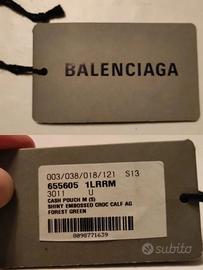 BALENCIAGA
003/038/018/121 S13
655605 1LRRM
3011 U
CASH POUCH M (S)
SHINY EMBOSSED CROC CALF AG
FOREST GREEN
0090771639
subito